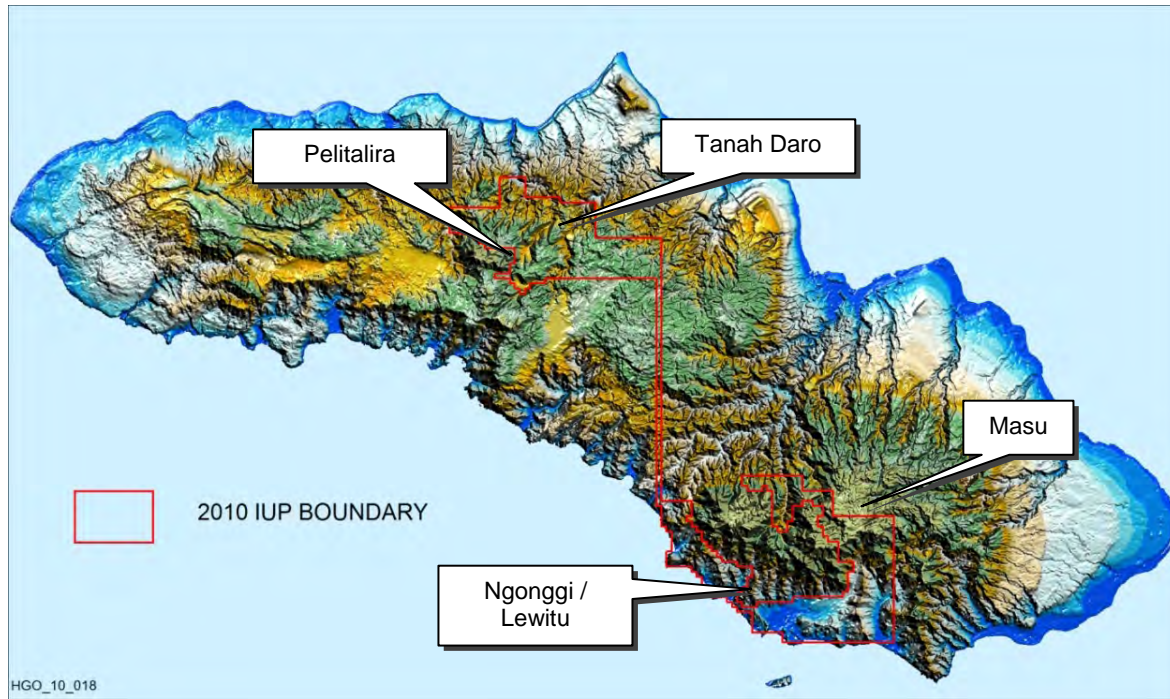 Pelitalira
Tanah Daro
Masu
2010 IUP BOUNDARY
Ngonggi /
Lewitu
HGO_10_018